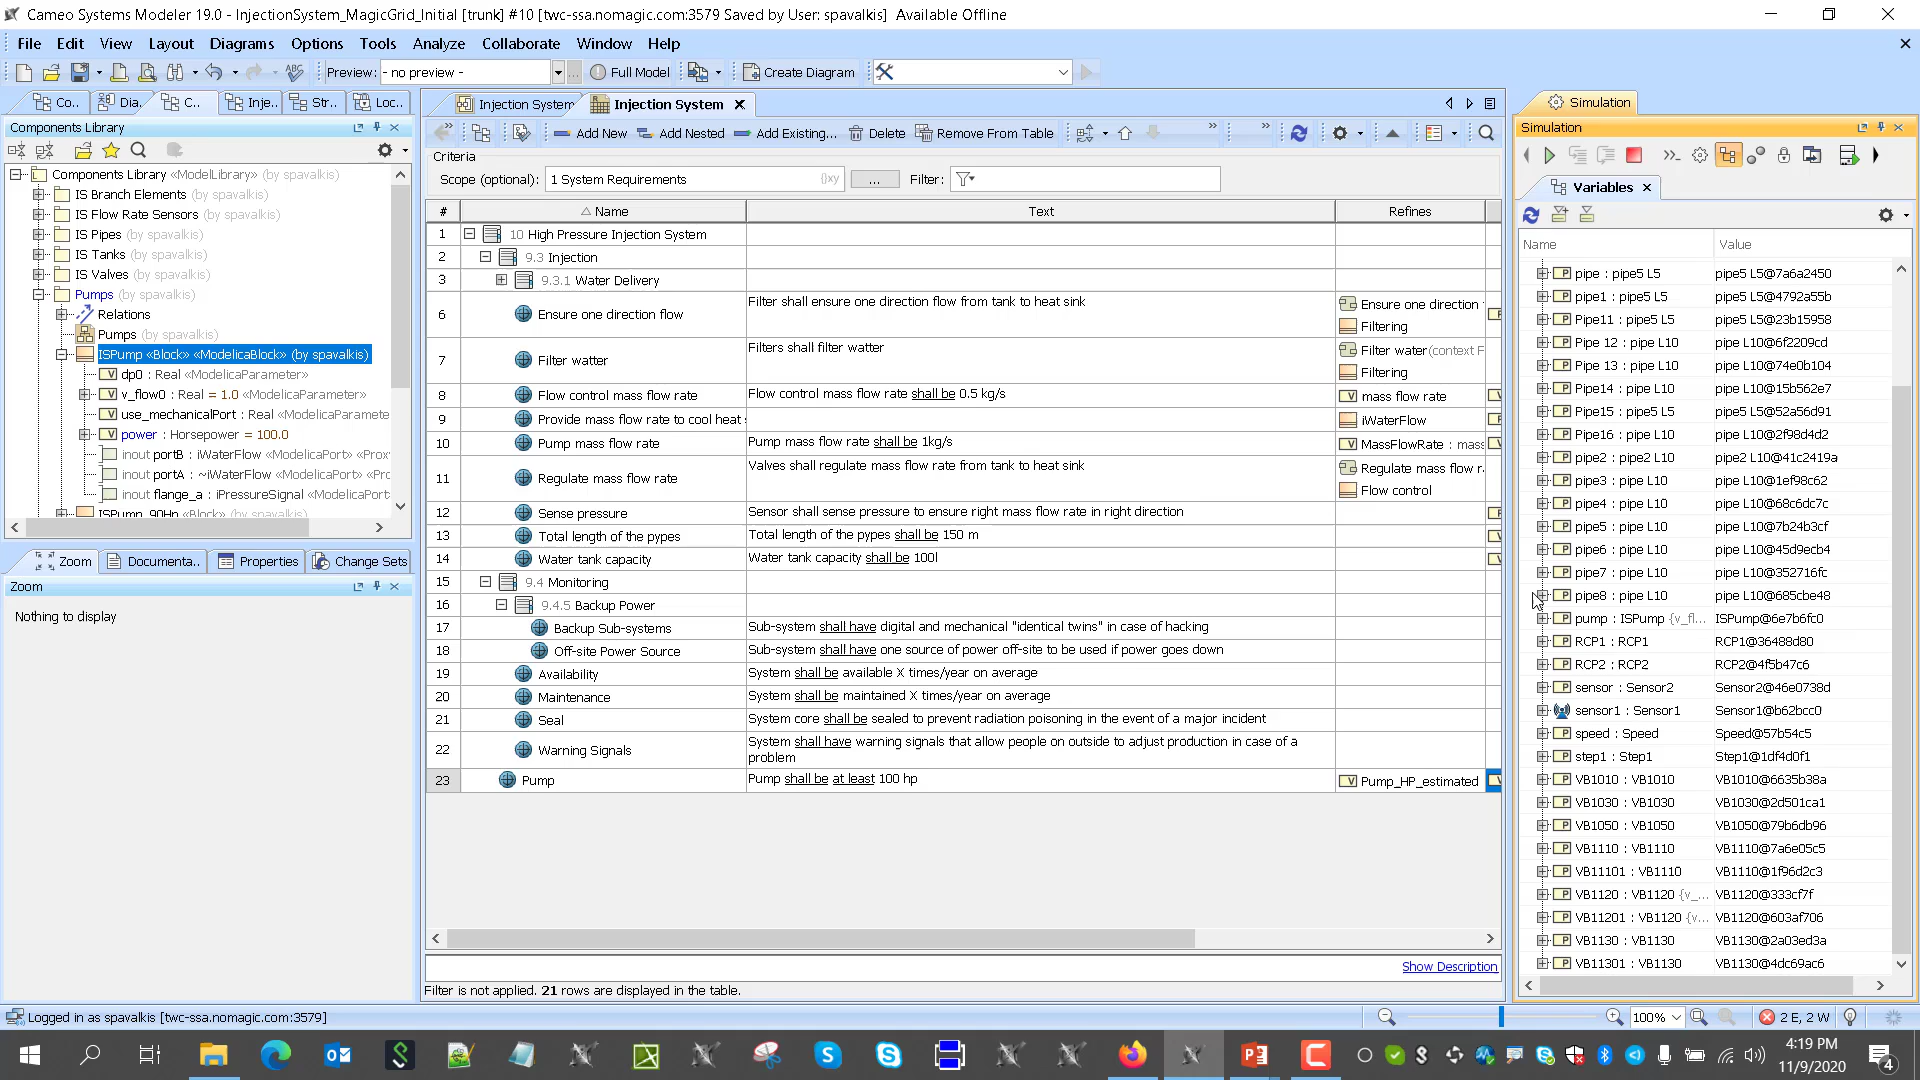 Cameo Systems Modeler 19.0 - InjectionSystem_MagicGrid_Initial [trunk] #10 [twc-ssa.nomagic.com:3579 Saved by User: spavalkis]  Available Offline
File Edit View Layout Diagrams Options Tools Analyze Collaborate Window Help
Preview: - no preview - ... Full Model Create Diagram
Co... Dia... C... Inje... Str... Loc...
Components Library
Components Library «ModelLibrary» (by spavalkis)
IS Branch Elements (by spavalkis)
IS Flow Rate Sensors (by spavalkis)
IS Pipes (by spavalkis)
IS Tanks (by spavalkis)
IS Valves (by spavalkis)
Pumps (by spavalkis)
Relations
Pumps (by spavalkis)
ISPump «Block» «ModelicaBlock» (by spavalkis)
dp0 : Real «ModelicaParameter»
v_flow0 : Real = 1.0 «ModelicaParameter»
use_mechanicalPort : Real «ModelicaParamete
power : Horsepower = 100.0
inout portB : iWaterFlow «ModelicaPort» «Prox
inout portA : ~iWaterFlow «ModelicaPort» «Pro
inout flange_a : iPressureSignal «ModelicaPort»
ISPump_90Hp «Block» (by spavalkis)
Zoom Documenta... Properties Change Sets
Zoom
Nothing to display
Injection System Injection System
Add New Add Nested Add Existing... Delete Remove From Table
Criteria
Scope (optional): 1 System Requirements {}xy ... Filter:
# Name Text Refines
1 10 High Pressure Injection System
2 9.3 Injection
3 9.3.1 Water Delivery
6 Ensure one direction flow Filter shall ensure one direction flow from tank to heat sink Ensure one direction
Filtering
7 Filter watter Filters shall filter watter Filter water(context F
Filtering
8 Flow control mass flow rate Flow control mass flow rate shall be 0.5 kg/s mass flow rate
9 Provide mass flow rate to cool heat iWaterFlow
10 Pump mass flow rate Pump mass flow rate shall be 1kg/s MassFlowRate : mass
11 Regulate mass flow rate Valves shall regulate mass flow rate from tank to heat sink Regulate mass flow r
Flow control
12 Sense pressure Sensor shall sense pressure to ensure right mass flow rate in right direction
13 Total length of the pypes Total length of the pypes shall be 150 m
14 Water tank capacity Water tank capacity shall be 100l
15 9.4 Monitoring
16 9.4.5 Backup Power
17 Backup Sub-systems Sub-system shall have digital and mechanical "identical twins" in case of hacking
18 Off-site Power Source Sub-system shall have one source of power off-site to be used if power goes down
19 Availability System shall be available X times/year on average
20 Maintenance System shall be maintained X times/year on average
21 Seal System core shall be sealed to prevent radiation poisoning in the event of a major incident
22 Warning Signals System shall have warning signals that allow people on outside to adjust production in case of a
problem
23 Pump Pump shall be at least 100 hp Pump_HP_estimated
Show Description
Filter is not applied. 21 rows are displayed in the table.
Simulation
Simulation
Variables
Name Value
pipe : pipe5 L5 pipe5 L5@7a6a2450
pipe1 : pipe5 L5 pipe5 L5@4792a55b
Pipe11 : pipe5 L5 pipe5 L5@23b15958
Pipe 12 : pipe L10 pipe L10@6f2209cd
Pipe 13 : pipe L10 pipe L10@74e0b104
Pipe14 : pipe L10 pipe L10@15b562e7
Pipe15 : pipe5 L5 pipe5 L5@52a56d91
Pipe16 : pipe L10 pipe L10@2f98d4d2
pipe2 : pipe2 L10 pipe2 L10@41c2419a
pipe3 : pipe L10 pipe L10@1ef98c62
pipe4 : pipe L10 pipe L10@68c6dc7c
pipe5 : pipe L10 pipe L10@7b24b3cf
pipe6 : pipe L10 pipe L10@45d9ecb4
pipe7 : pipe L10 pipe L10@352716fc
pipe8 : pipe L10 pipe L10@685cbe48
pump : ISPump {v_fl... ISPump@6e7b6fc0
RCP1 : RCP1 RCP1@36488d80
RCP2 : RCP2 RCP2@4f5b47c6
sensor : Sensor2 Sensor2@46e0738d
sensor1 : Sensor1 Sensor1@b62bcc0
speed : Speed Speed@57b54c5
step1 : Step1 Step1@1df4d0f1
VB1010 : VB1010 VB1010@6635b38a
VB1030 : VB1030 VB1030@2d501ca1
VB1050 : VB1050 VB1050@79b6db96
VB1110 : VB1110 VB1110@7a6e05c5
VB11101 : VB1110 VB1110@1f96d2c3
VB1120 : VB1120 {v_... VB1120@333cf7f
VB11201 : VB1120 {v... VB1120@603af706
VB1130 : VB1130 VB1130@2a03ed3a
VB11301 : VB1130 VB1130@4dc69ac6
Logged in as spavalkis [twc-ssa.nomagic.com:3579]
100% 2 E, 2 W
4:19 PM
11/9/2020
4